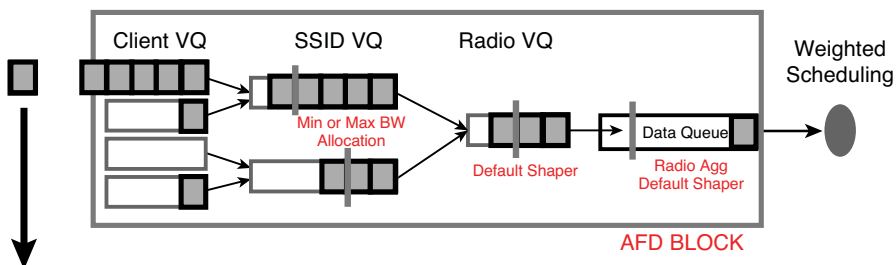 Client VQ
SSID VQ
Radio VQ
Weighted
Scheduling
Min or Max BW
Allocation
Default Shaper
Data Queue
Radio Agg
Default Shaper
AFD BLOCK